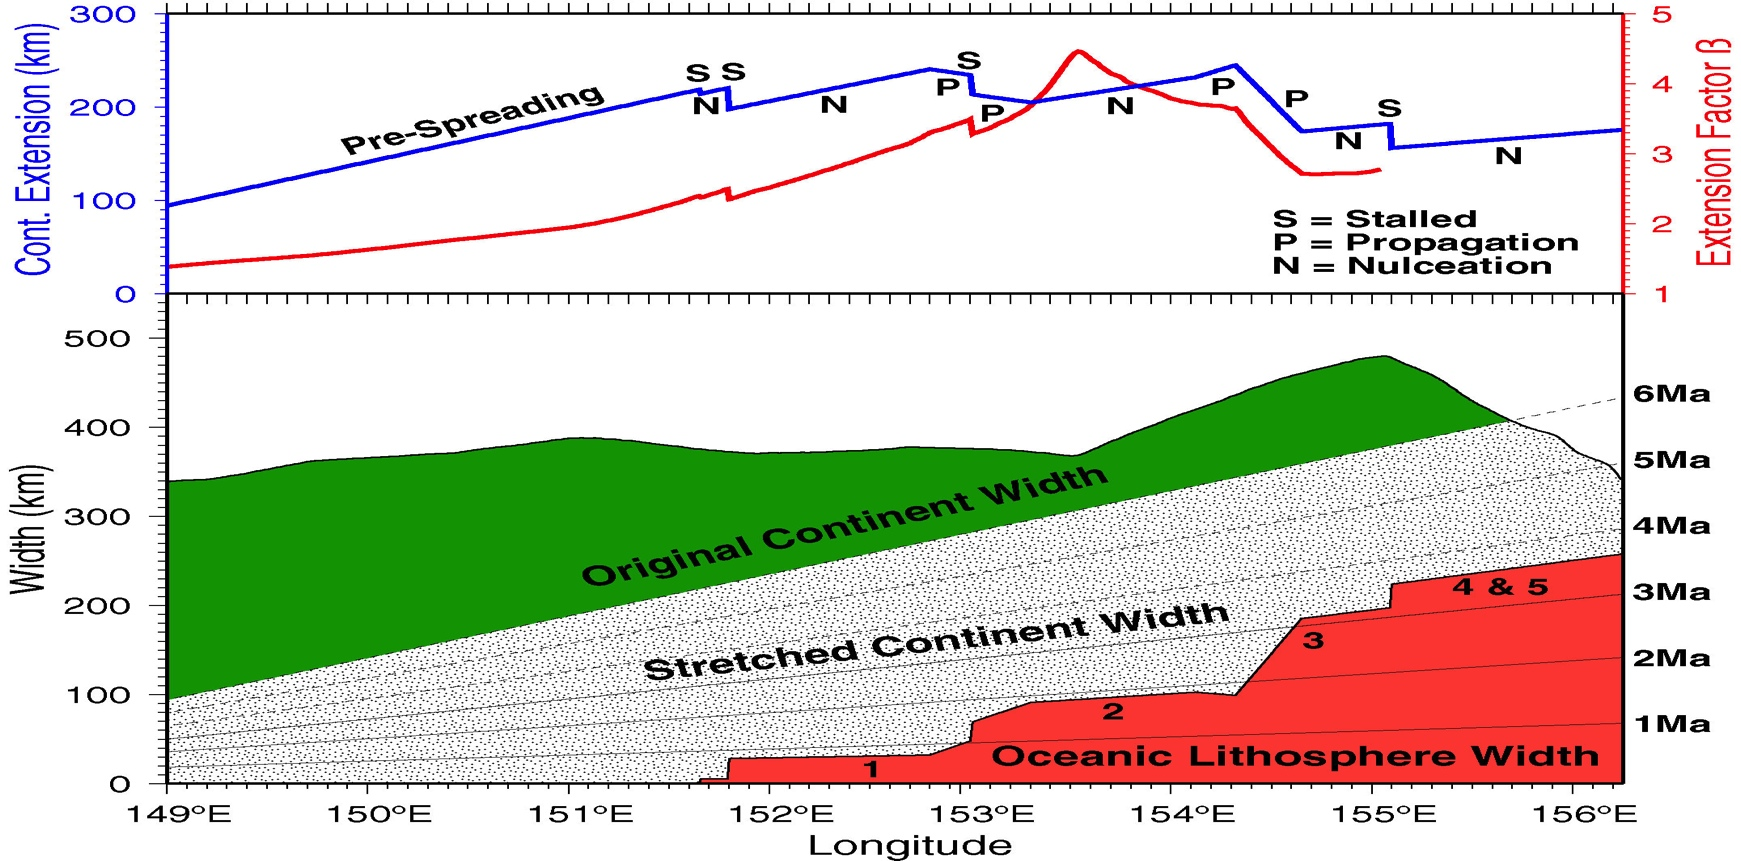 300
200
100
0
Cont. Extension (km)
5
4
3
2
1
Extension Factor ß
Pre-Spreading
S S
N
N
S
P
P
N
P
P
S
N
N
S = Stalled
P = Propagation
N = Nulceation
500
400
300
200
100
0
Width (km)
6Ma
5Ma
4Ma
3Ma
2Ma
1Ma
Original Continent Width
Stretched Continent Width
4 & 5
3
2
1
Oceanic Lithosphere Width
149°E 150°E 151°E 152°E 153°E 154°E 155°E 156°E
Longitude